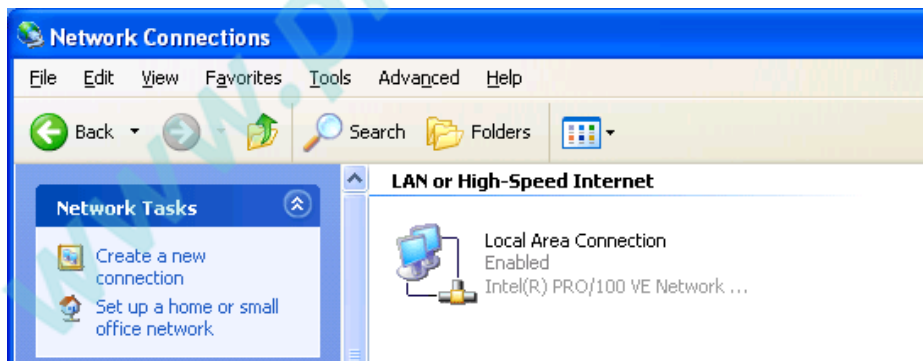 Network Connections
File Edit View Favorites Tools Advanced Help
Back Search Folders
Network Tasks
Create a new
connection
Set up a home or small
office network
LAN or High-Speed Internet
Local Area Connection
Enabled
Intel(R) PRO/100 VE Network ...